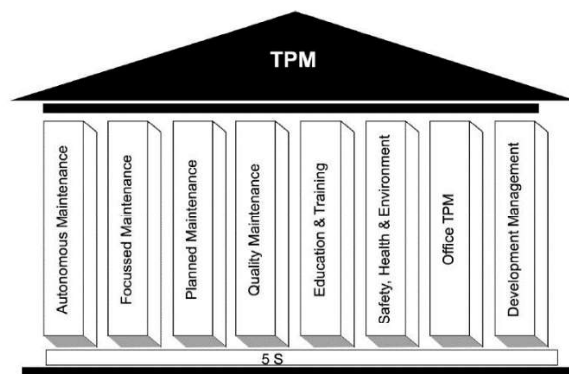 TPM
Autonomous Maintenance
Focussed Maintenance
Planned Maintenance
Quality Maintenance
Education & Training
Safety, Health & Environment
Office TPM
Development Management
5 S